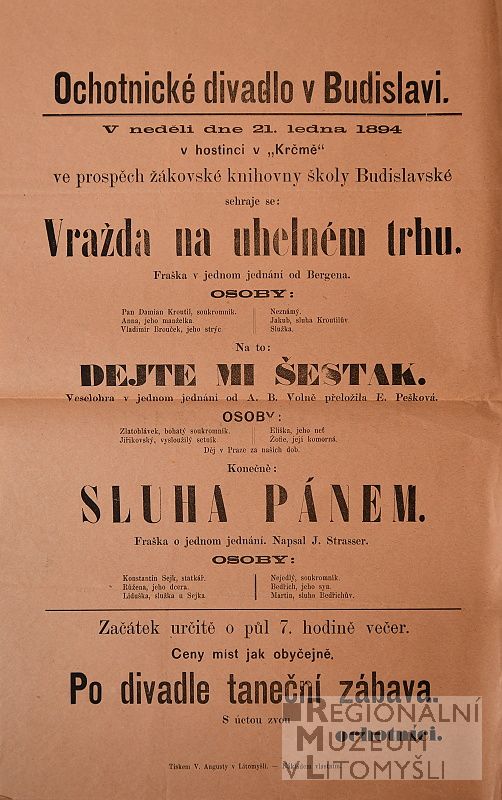 Ochotnické divadlo v Budislavi.
V neděli dne 21. ledna 1894
v hostinci v „Krčmě“
ve prospěch žákovské knihovny školy Budislavské
sehraje se:
Vražda na uhelném trhu.
Fraška v jednom jednání od Bergena.
OSOBY:
Pan Damian Kroutil, soukromník.
Anna, jeho manželka.
Vladimír Brouček, jeho strýc
Neznámý.
Jakub, sluha Kroutilův.
Služka.
Na to:
DEJTE MI ŠESTAK.
Veselohra v jednom jednání od A. B. Volně přeložila E. Pešková.
OSOBY:
Zlatohlávek, bohatý soukromník.
Jiřikovský, vysloužilý setník.
Eliška, jeho neť
Žofie, její komorná.
Děj v Praze za našich dob.
Konečně:
SLUHA PÁNEM.
Fraška o jednom jednání. Napsal J. Strasser.
OSOBY:
Konstantin Sejk, statkář.
Růžena, jeho dcera.
Liduška, služka u Sejka
Nejedlý, soukromník.
Bedřich, jeho syn.
Martin, sluha Bedřichův.
Začátek určitě o půl 7. hodině večer.
Ceny míst jak obyčejně.
Po divadle taneční zábava.
S úctou zvou
ochotníci.
Tiskem V. Augusty v Litomyšli. — Nákladem vlastním.
REGIONÁLNÍ
MUZEUM
V LITOMYŠLI